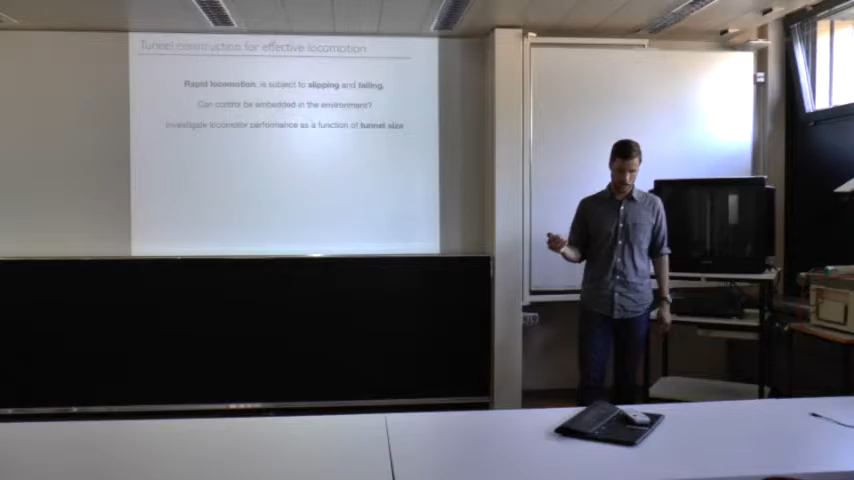 Tunnel construction for effective locomotion
Rapid locomotion, is subject to slipping and falling.
Can control be embedded in the environment?
Investigate locomotor performance as a function of tunnel size